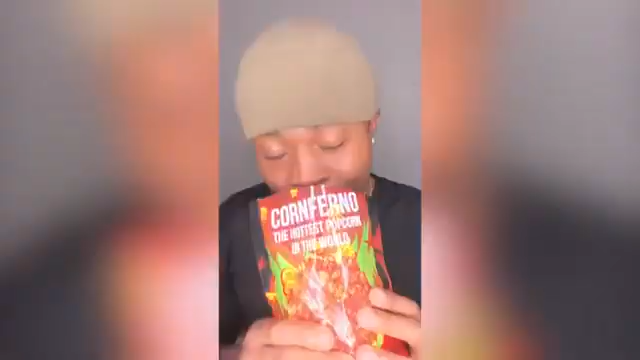 CORNFERNO
THE HOTTEST POPCORN
IN THE WORLD